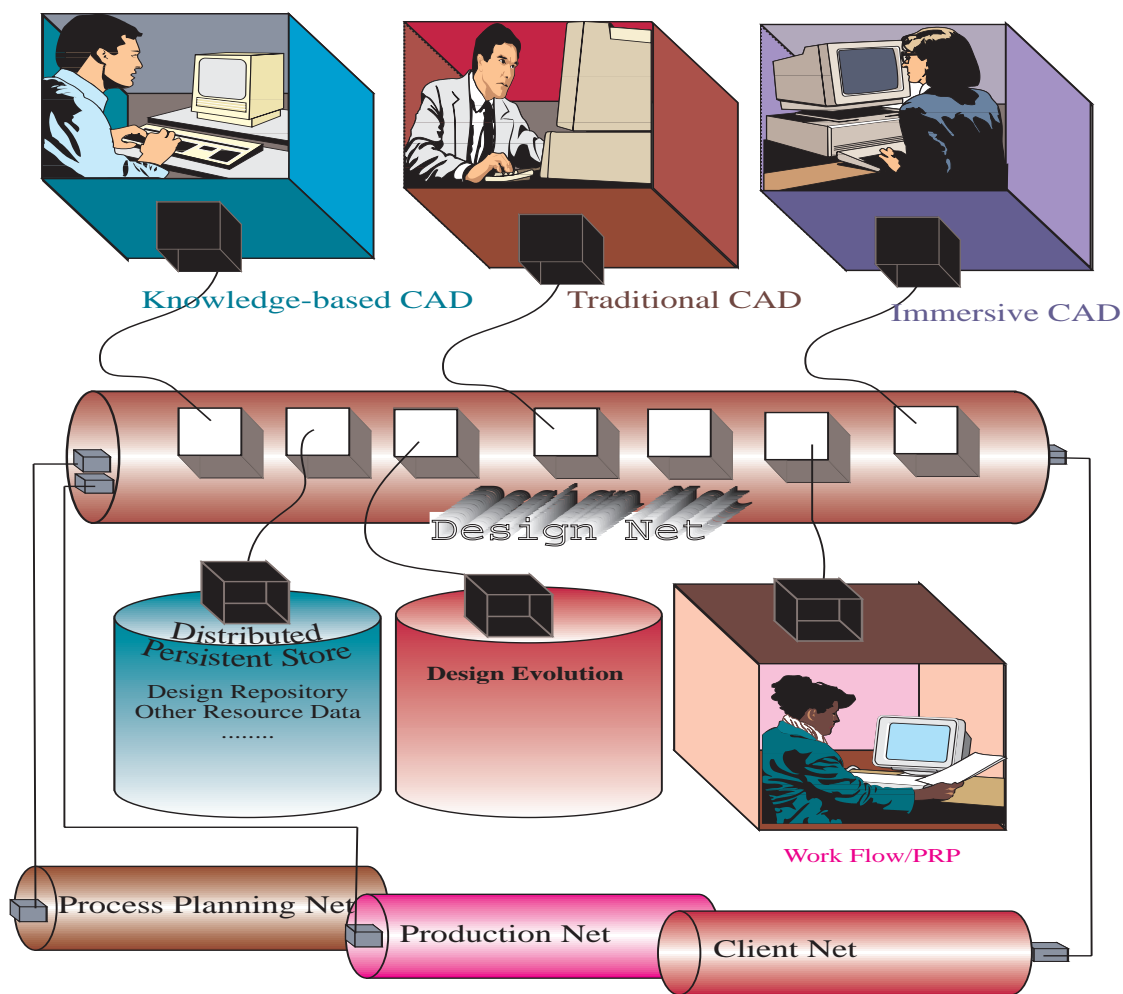 Knowledge-based CAD
Traditional CAD
Immersive CAD
Design Net
Distributed
Persistent Store
Design Repository
Other Resource Data
........
Design Evolution
Work Flow/PRP
Process Planning Net
Production Net
Client Net